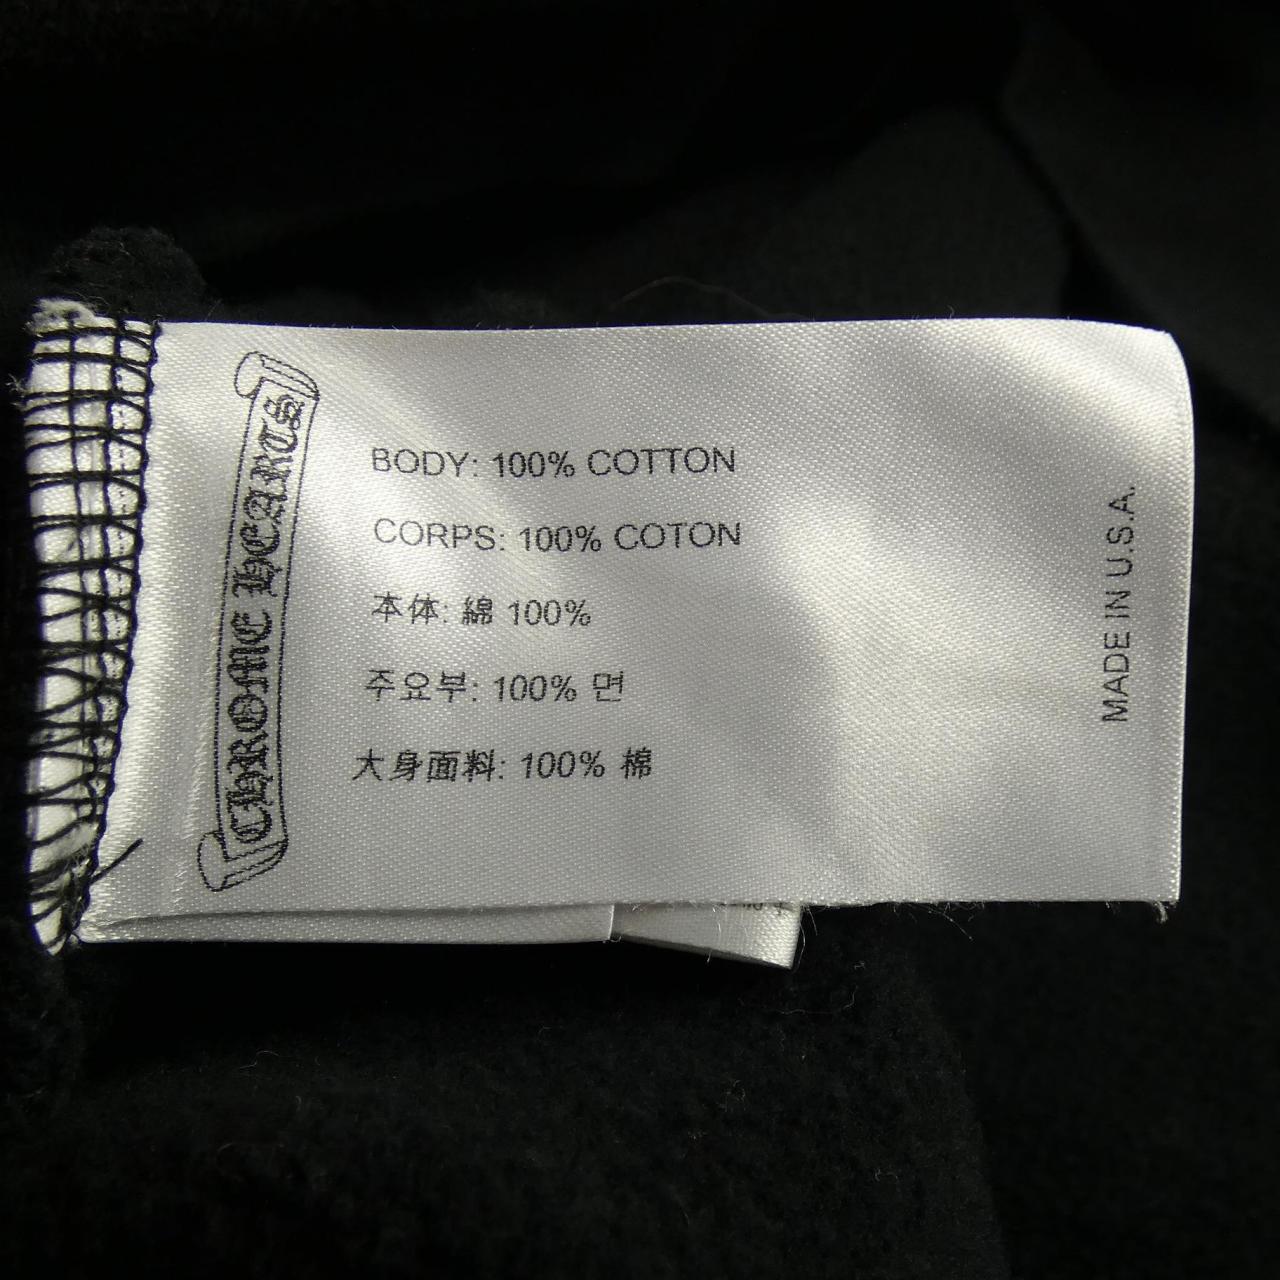 CHROME HEARTS
BODY: 100% COTTON
CORPS: 100% COTON
本体: 綿 100%
주요부: 100% 면
大身面料: 100% 棉
MADE IN U.S.A.